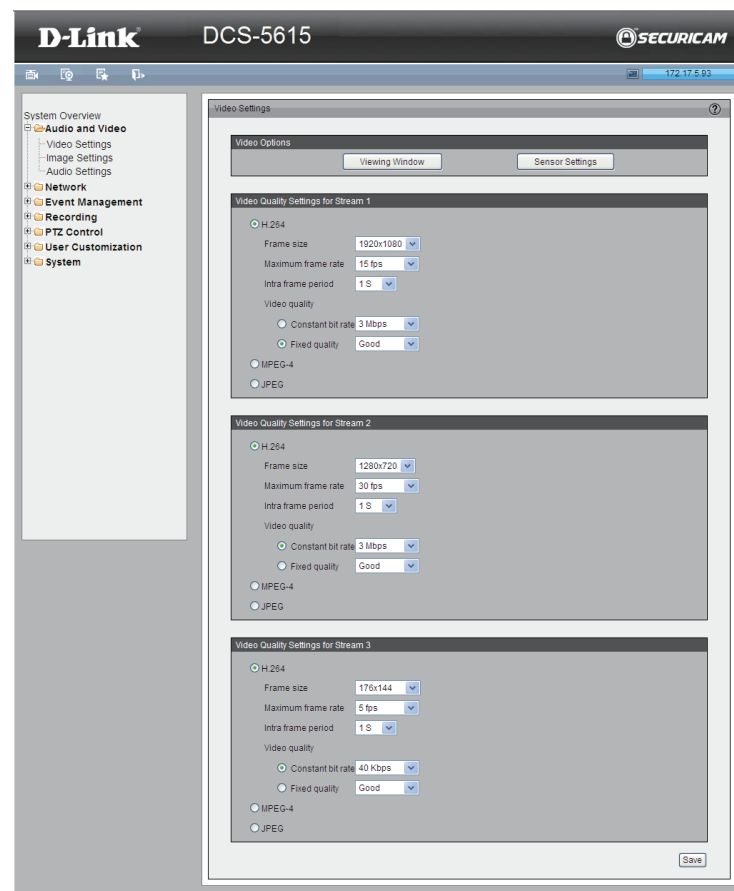 D-Link
DCS-5615
SECURICAM
172.17.5.93
System Overview
Audio and Video
Video Settings
Image Settings
Audio Settings
Network
Event Management
Recording
PTZ Control
User Customization
System
Video Settings
?
Video Options
Viewing Window
Sensor Settings
Video Quality Settings for Stream 1
H.264
Frame size 1920x1080
Maximum frame rate 15 fps
Intra frame period 1 S
Video quality
Constant bit rate 3 Mbps
Fixed quality Good
MPEG-4
JPEG
Video Quality Settings for Stream 2
H.264
Frame size 1280x720
Maximum frame rate 30 fps
Intra frame period 1 S
Video quality
Constant bit rate 3 Mbps
Fixed quality Good
MPEG-4
JPEG
Video Quality Settings for Stream 3
H.264
Frame size 176x144
Maximum frame rate 5 fps
Intra frame period 1 S
Video quality
Constant bit rate 40 Kbps
Fixed quality Good
MPEG-4
JPEG
Save